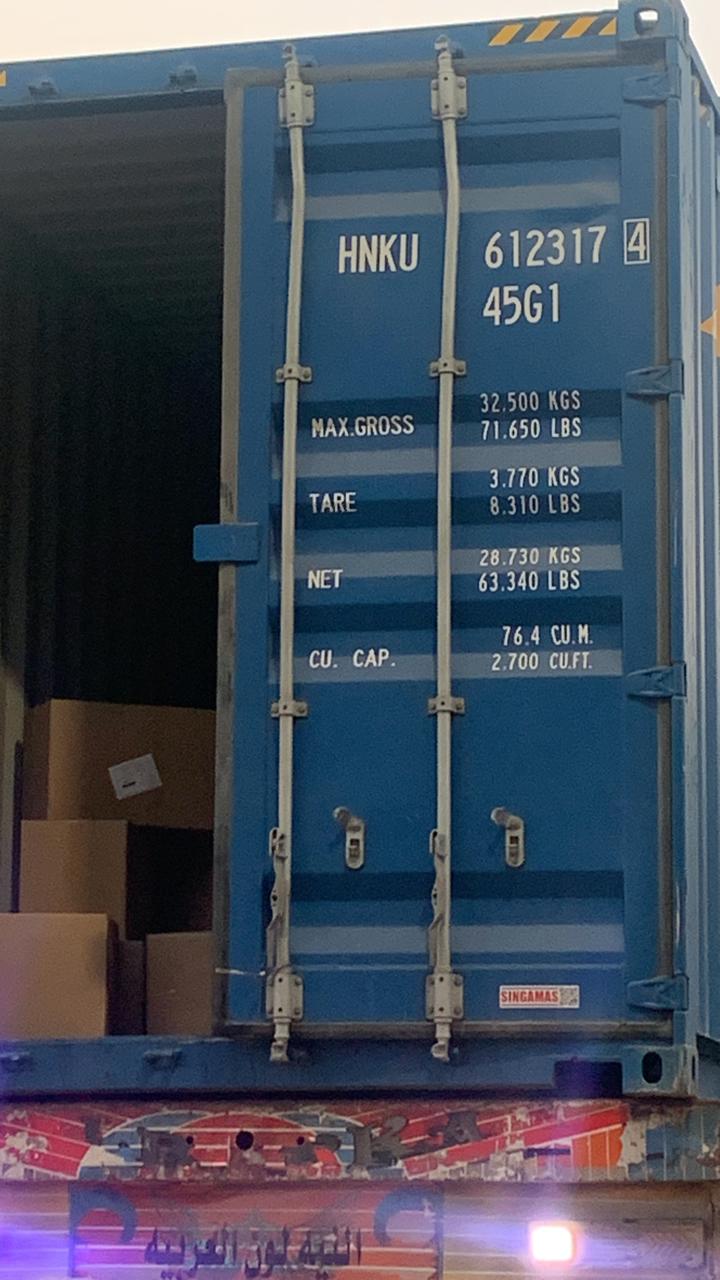 HNKU 612317 4
45G1
MAX.GROSS 32.500 KGS
71.650 LBS
TARE 3.770 KGS
8.310 LBS
NET 28.730 KGS
63.340 LBS
CU. CAP. 76.4 CU.M.
2.700 CU.FT.
SINGAMAS